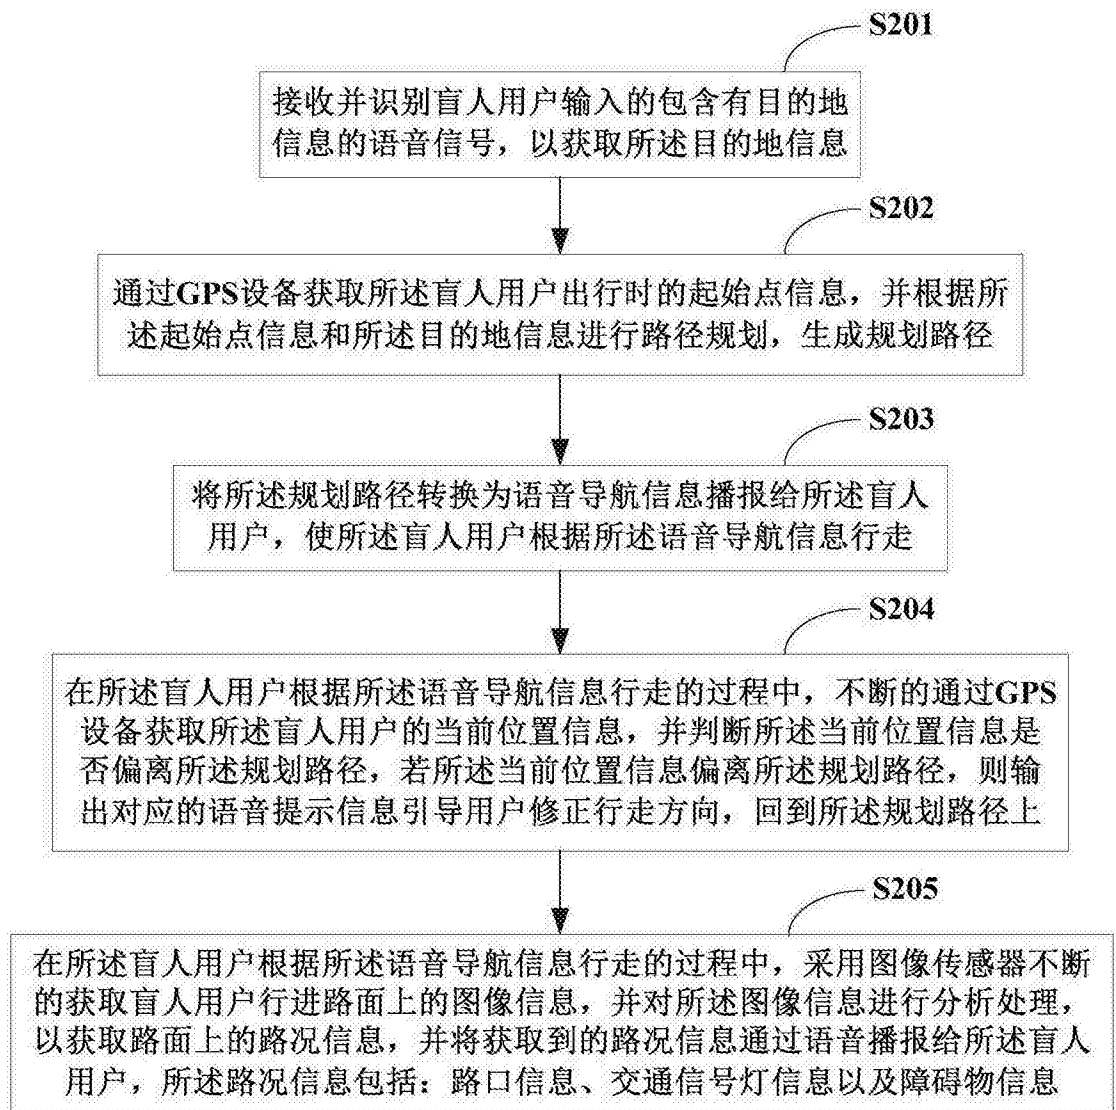 S201
接收并识别盲人用户输入的包含有目的地
信息的语音信号，以获取所述目的地信息
S202
通过GPS设备获取所述盲人用户出行时的起始点信息，并根据所
述起始点信息和所述目的地信息进行路径规划，生成规划路径
S203
将所述规划路径转换为语音导航信息播报给所述盲人
用户，使所述盲人用户根据所述语音导航信息行走
S204
在所述盲人用户根据所述语音导航信息行走的过程中，不断的通过GPS
设备获取所述盲人用户的当前位置信息，并判断所述当前位置信息是
否偏离所述规划路径，若所述当前位置信息偏离所述规划路径，则输
出对应的语音提示信息引导用户修正行走方向，回到所述规划路径上
S205
在所述盲人用户根据所述语音导航信息行走的过程中，采用图像传感器不断
的获取盲人用户行进路面上的图像信息，并对所述图像信息进行分析处理，
以获取路面上的路况信息，并将获取到的路况信息通过语音播报给所述盲人
用户，所述路况信息包括：路口信息、交通信号灯信息以及障碍物信息